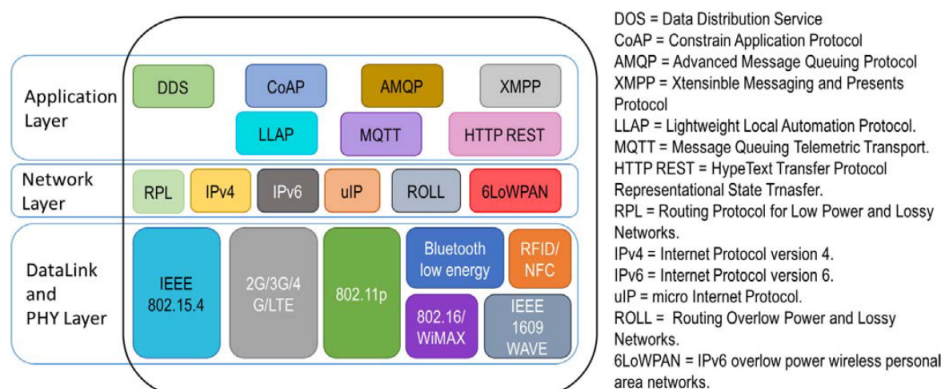 Application
Layer
DDS
CoAP
AMQP
XMPP
LLAP
MQTT
HTTP REST
Network
Layer
RPL
IPv4
IPv6
uIP
ROLL
6LoWPAN
DataLink
and
PHY Layer
IEEE
802.15.4
2G/3G/4
G/LTE
802.11p
Bluetooth
low energy
RFID/
NFC
802.16/
WiMAX
IEEE
1609
WAVE
DOS = Data Distribution Service
CoAP = Constrain Application Protocol
AMQP = Advanced Message Queuing Protocol
XMPP = Xtensinble Messaging and Presents
Protocol
LLAP = Lightweight Local Automation Protocol.
MQTT = Message Queuing Telemetric Transport.
HTTP REST = HypeText Transfer Protocol
Representational State Trnasfer.
RPL = Routing Protocol for Low Power and Lossy
Networks.
IPv4 = Internet Protocol version 4.
IPv6 = Internet Protocol version 6.
uIP = micro Internet Protocol.
ROLL = Routing Overlow Power and Lossy
Networks.
6LoWPAN = IPv6 overlow power wireless personal
area networks.